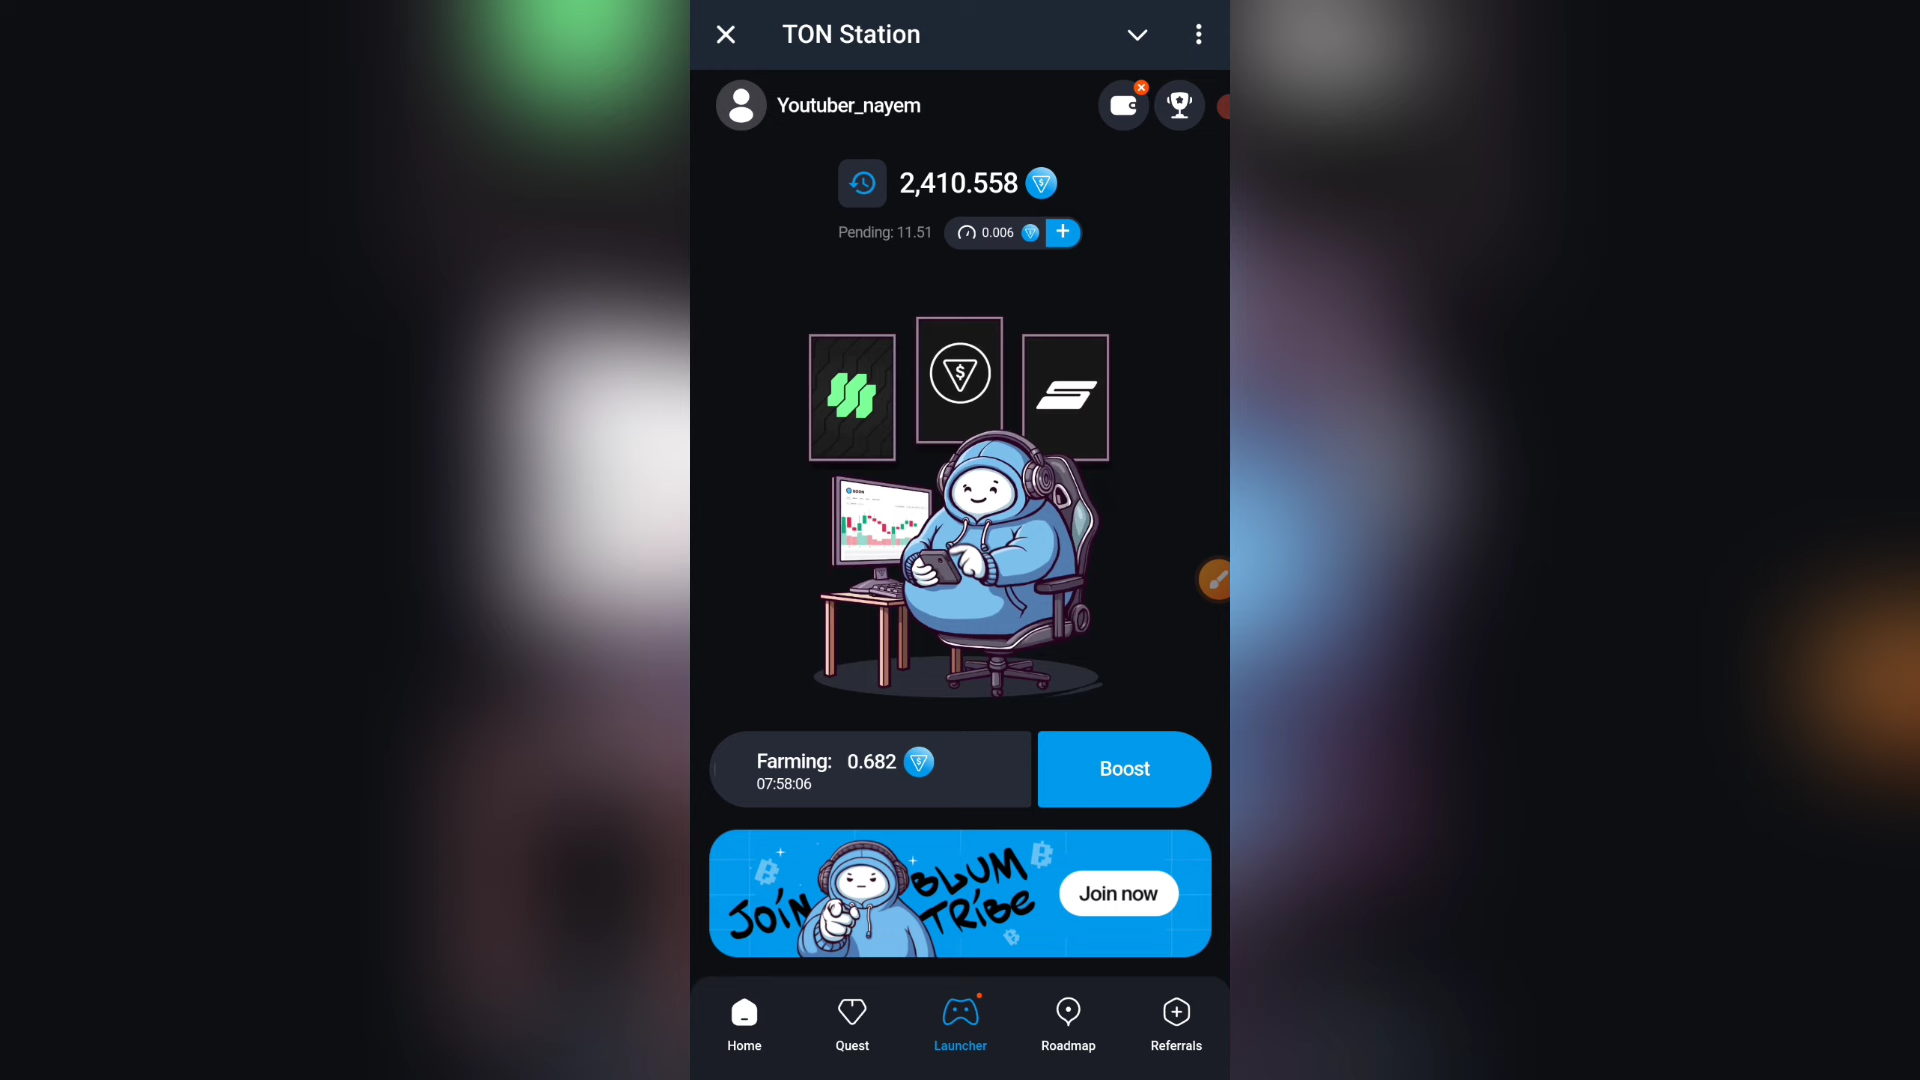 TON Station
Youtuber_nayem
2,410.558
Pending: 11.51
0.006
Farming: 0.682
07:58:06
Boost
JOIN BLUM TRIBE
Join now
Home
Quest
Launcher
Roadmap
Referrals